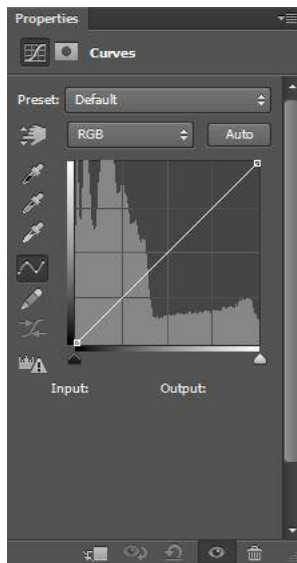 Properties
Curves
Preset: Default
RGB Auto
Input: Output: